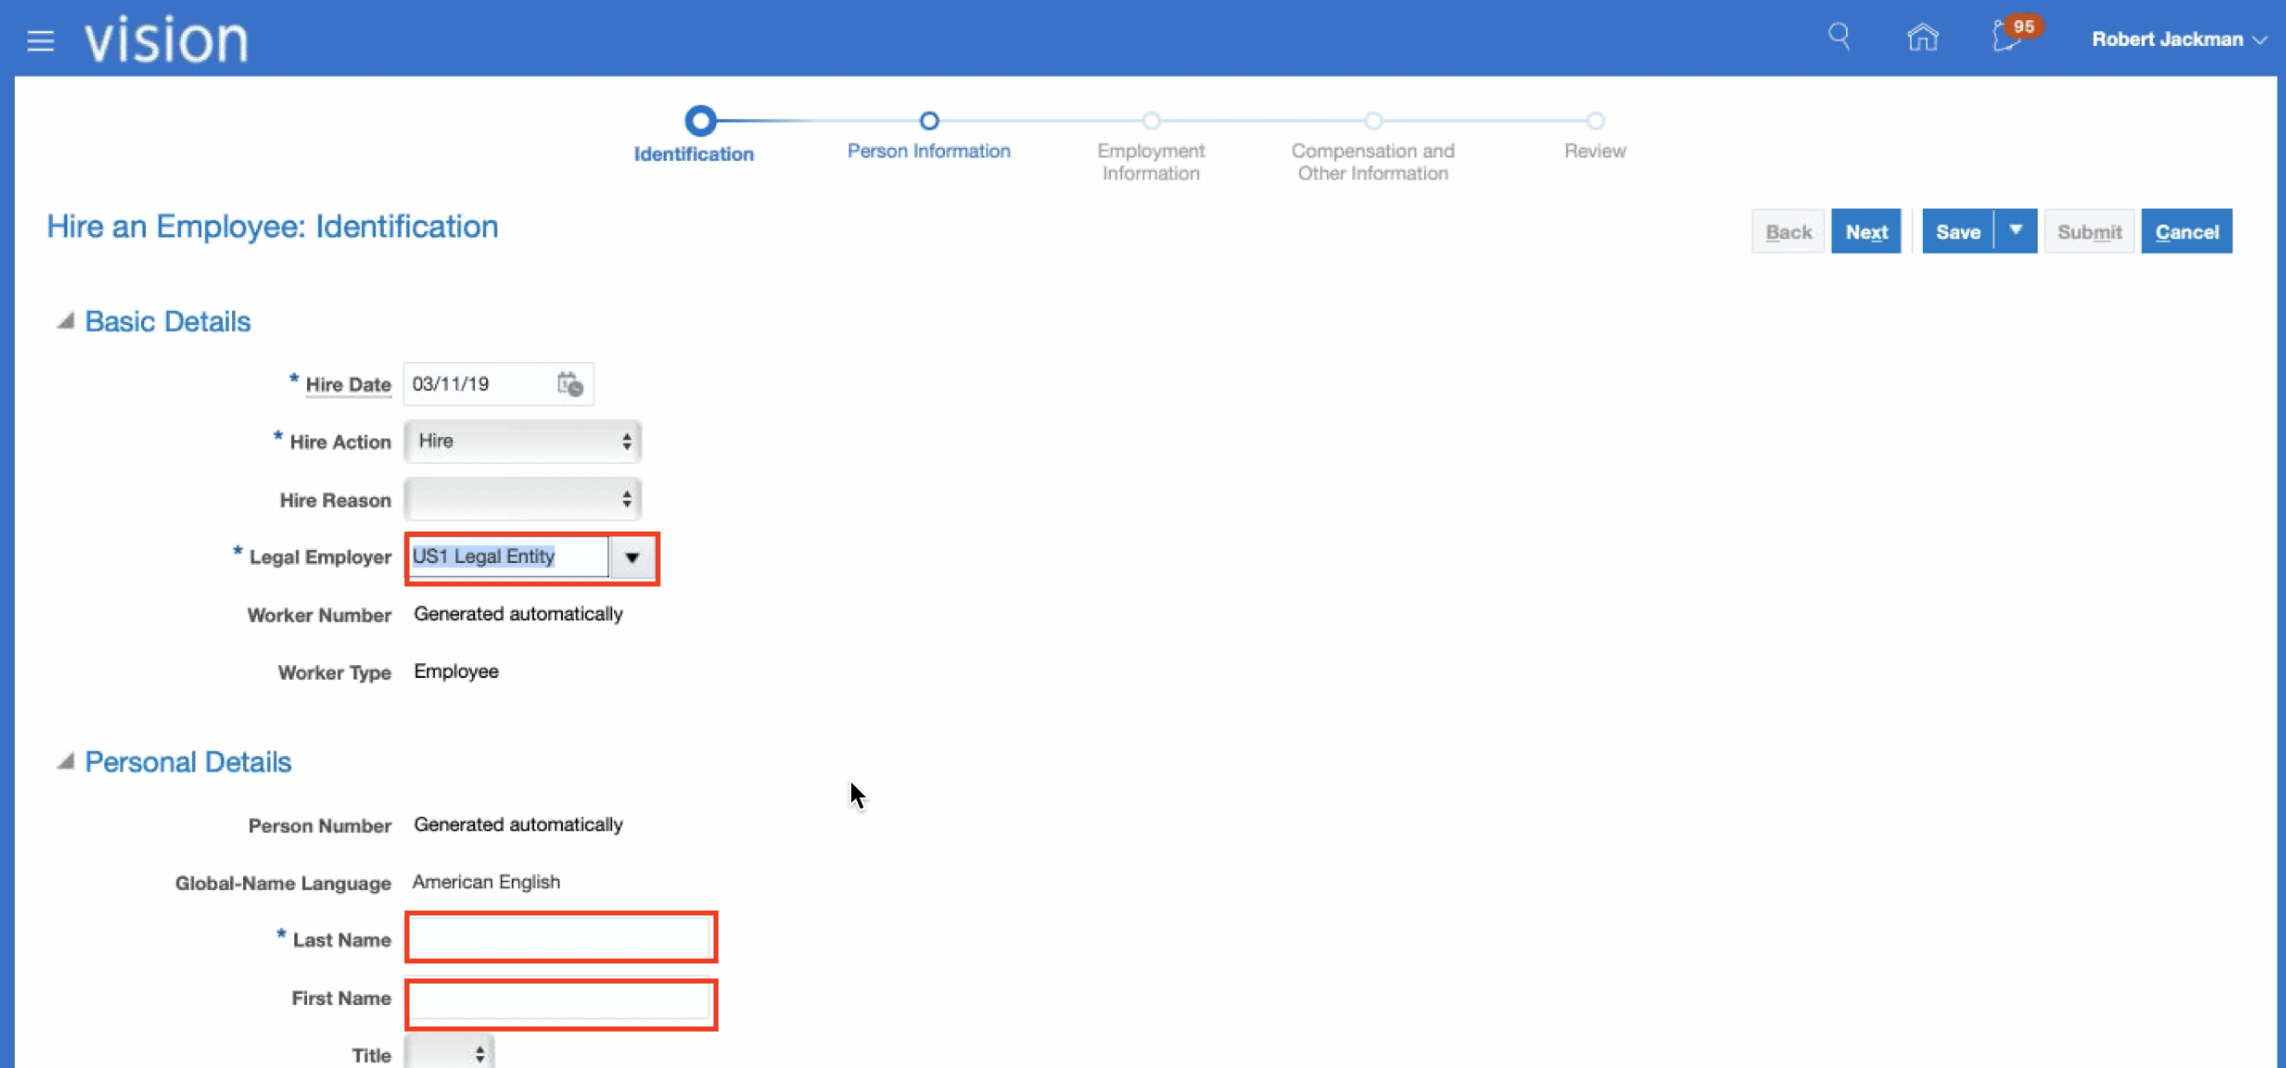 vision
95
Robert Jackman
Identification
Person Information
Employment
Information
Compensation and
Other Information
Review
Hire an Employee: Identification
Back Next Save Submit Cancel
Basic Details
* Hire Date 03/11/19
* Hire Action Hire
Hire Reason
* Legal Employer US1 Legal Entity
Worker Number Generated automatically
Worker Type Employee
Personal Details
Person Number Generated automatically
Global-Name Language American English
* Last Name
First Name
Title